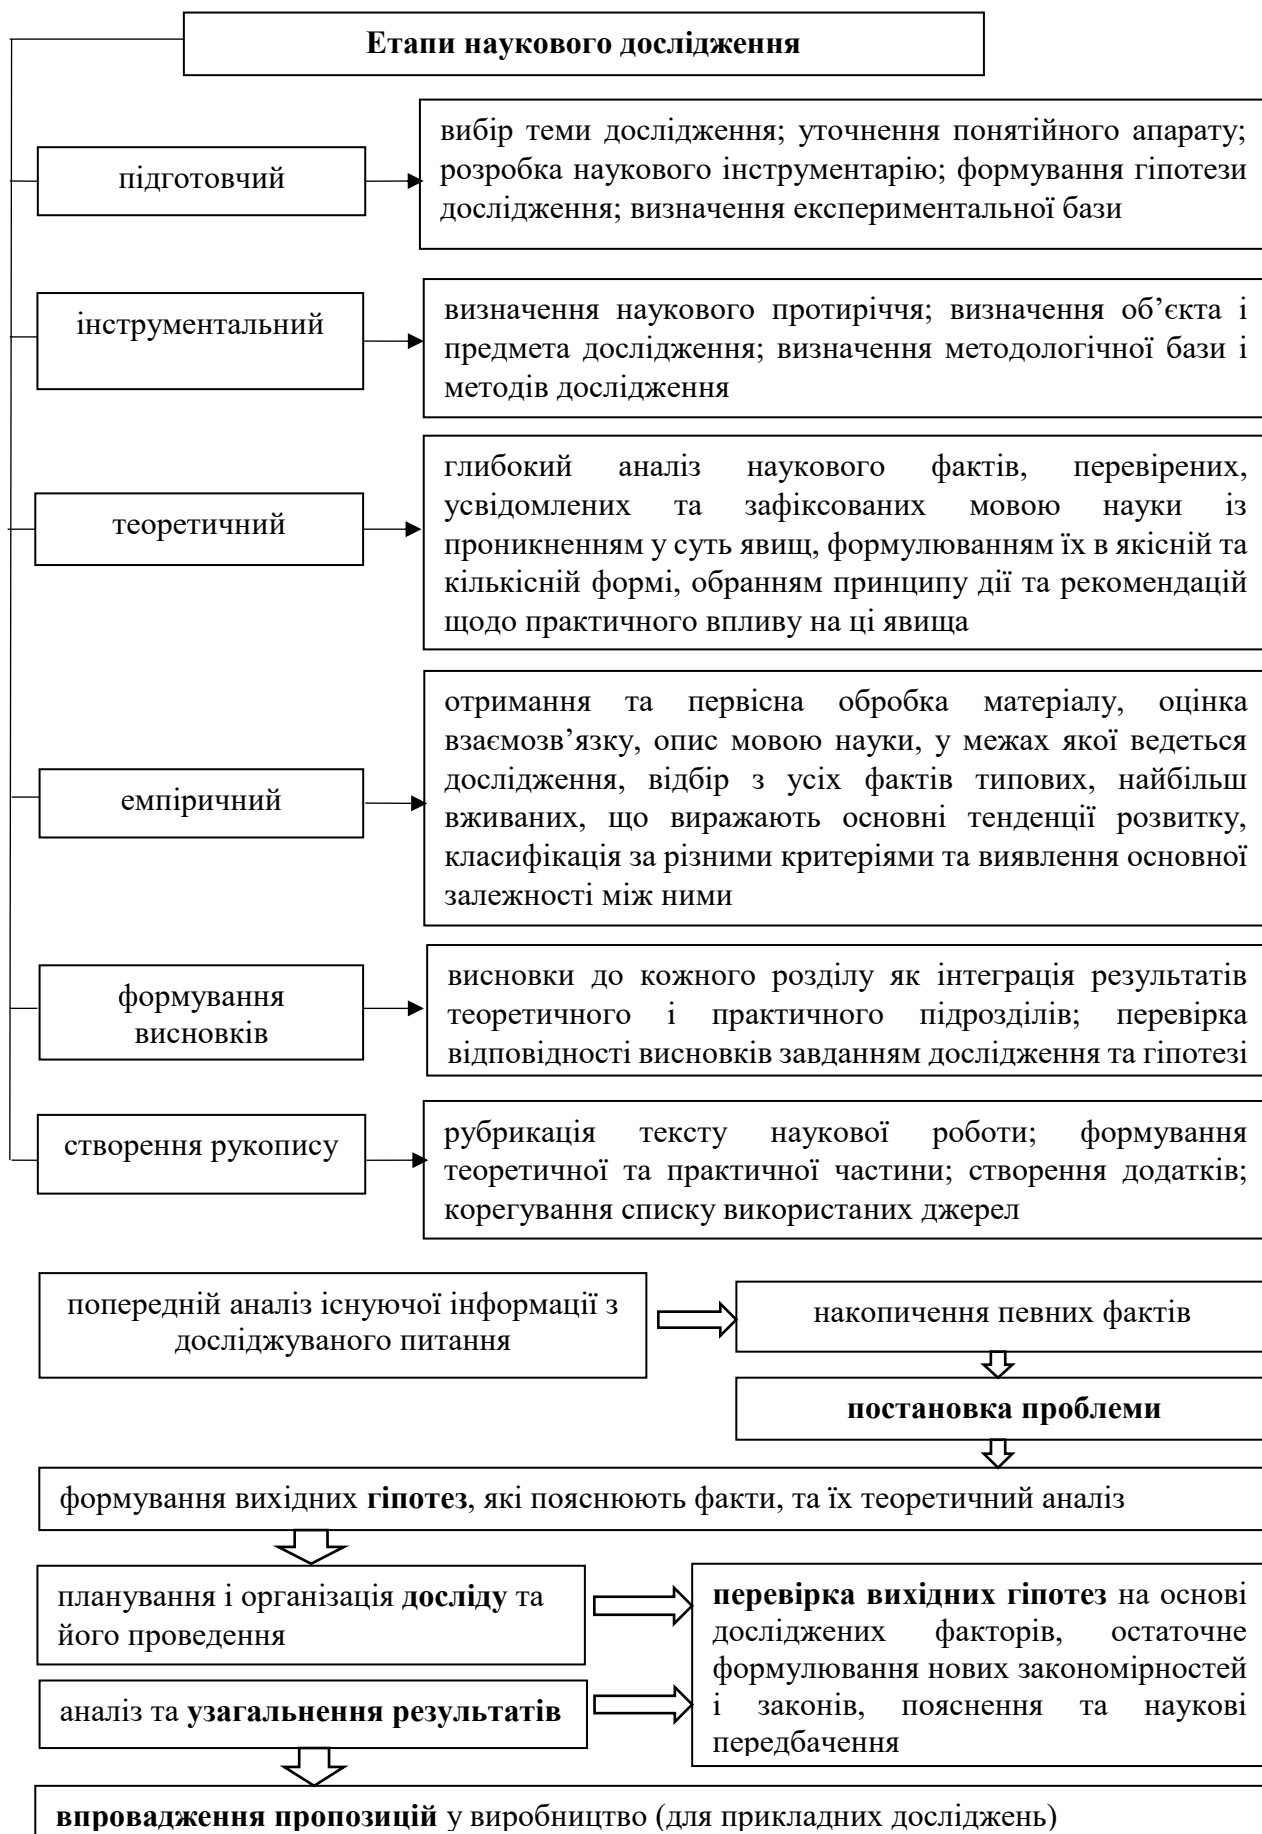 Етапи наукового дослідження
підготовчий
вибір теми дослідження; уточнення понятійного апарату;
розробка наукового інструментарію; формування гіпотези
дослідження; визначення експериментальної бази
інструментальний
визначення наукового протиріччя; визначення об’єкта і
предмета дослідження; визначення методологічної бази і
методів дослідження
теоретичний
глибокий аналіз наукового фактів, перевірених,
усвідомлених та зафіксованих мовою науки із
проникненням у суть явищ, формулюванням їх в якісній та
кількісній формі, обранням принципу дії та рекомендацій
щодо практичного впливу на ці явища
емпіричний
отримання та первісна обробка матеріалу, оцінка
взаємозв’язку, опис мовою науки, у межах якої ведеться
дослідження, відбір з усіх фактів типових, найбільш
вживаних, що виражають основні тенденції розвитку,
класифікація за різними критеріями та виявлення основної
залежності між ними
формування
висновків
висновки до кожного розділу як інтеграція результатів
теоретичного і практичного підрозділів; перевірка
відповідності висновків завданням дослідження та гіпотезі
створення рукопису
рубрикація тексту наукової роботи; формування
теоретичної та практичної частини; створення додатків;
корегування списку використаних джерел
попередній аналіз існуючої інформації з
досліджуваного питання
накопичення певних фактів
постановка проблеми
формування вихідних гіпотез, які пояснюють факти, та їх теоретичний аналіз
планування і організація досліду та
його проведення
перевірка вихідних гіпотез на основі
досліджених факторів, остаточне
формулювання нових закономірностей
і законів, пояснення та наукові
передбачення
аналіз та узагальнення результатів
впровадження пропозицій у виробництво (для прикладних досліджень)